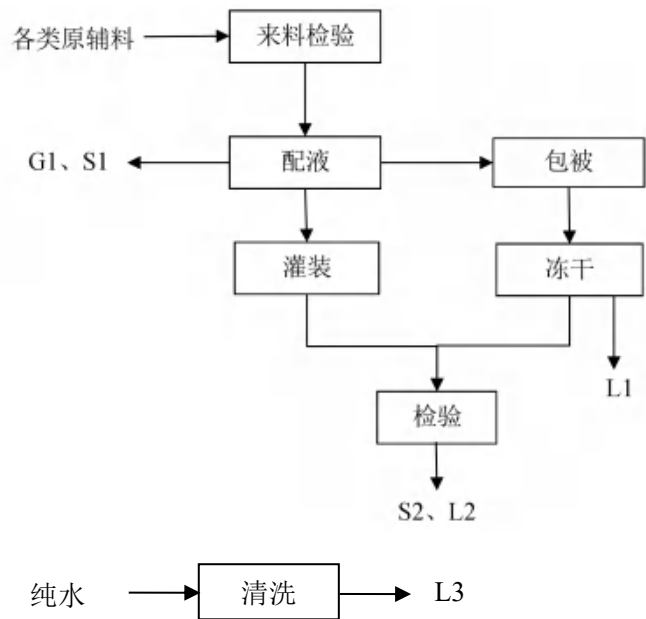 各类原辅料
来料检验
G1、S1
配液
包被
灌装
冻干
L1
检验
S2、L2
纯水
清洗
L3